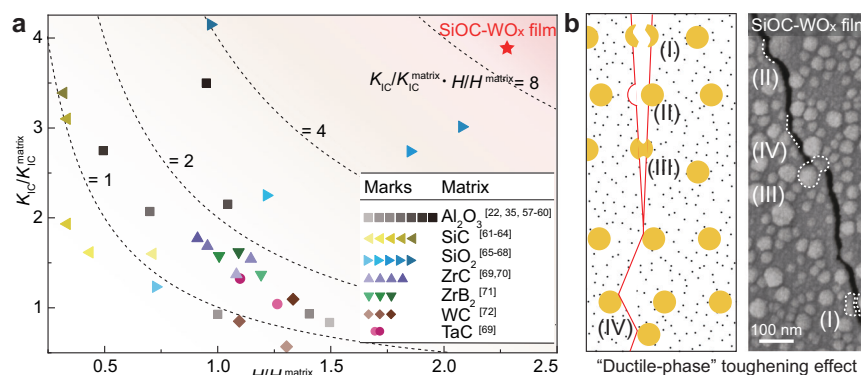 a
SiOC-WOx film
K_IC/K_IC^matrix · H/H^matrix = 8
= 4
= 2
= 1
4
3
2
1
K_IC/K_IC^matrix
0.5
1.0
1.5
2.0
2.5
H/H^matrix
Marks Matrix
Al2O3 [22, 35, 57-60]
SiC [61-64]
SiO2 [65-68]
ZrC [69,70]
ZrB2 [71]
WC [72]
TaC [69]
b
(I)
(II)
(III)
(IV)
SiOC-WOx film
(II)
(IV)
(III)
(I)
100 nm
“Ductile-phase” toughening effect